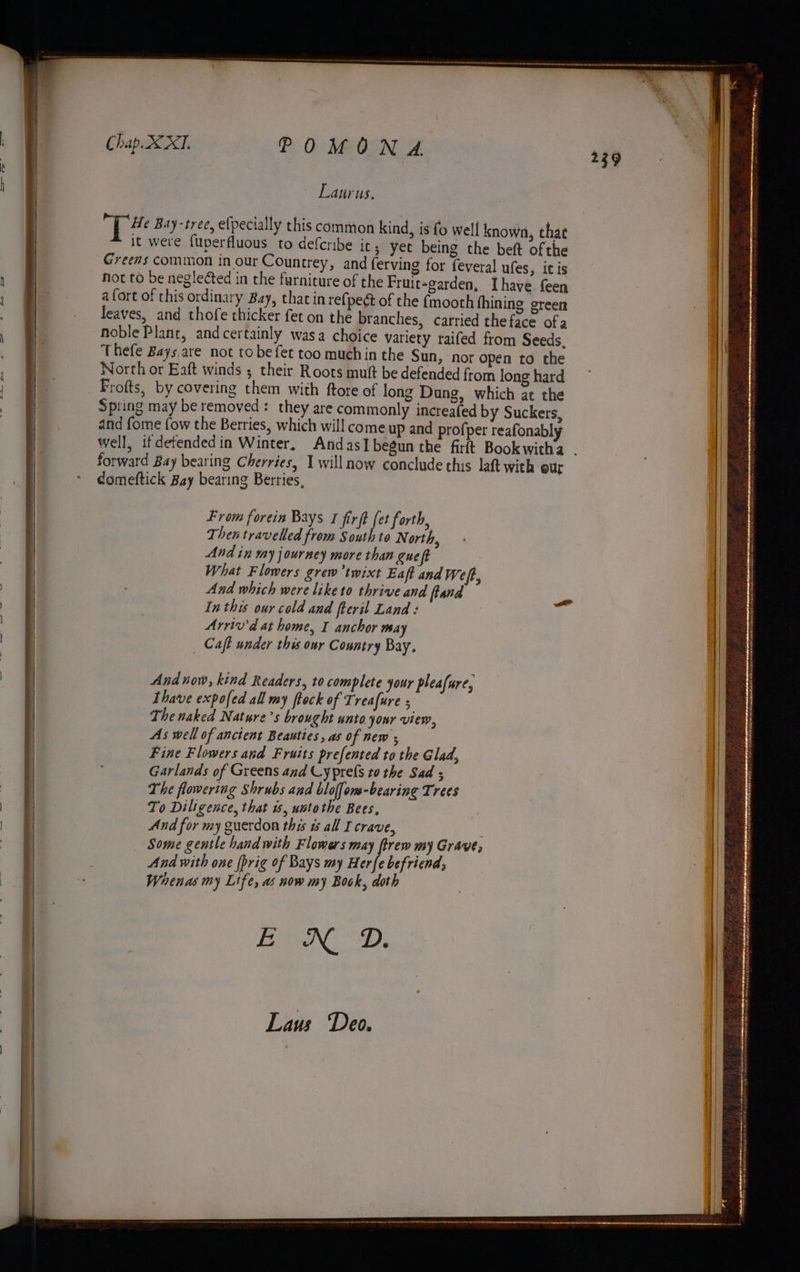 Chap.XXI. POMONA. 239
Laurus.
THe Bay-tree, eſpecially this common kind, is ſo well known, that
it were ſuperfluous to deſcribe it; yet being the beſt of the
Greens common in our Countrey, and ſerving for ſeveral uſes, it is
not to be neglected in the furniture of the Fruit-garden, I have ſeen
a ſort of this ordinary Bay, that in reſpect of the ſmooth ſhining green
leaves, and thoſe thicker ſet on the branches, carried the face of a
noble Plant, and certainly was a choice variety raiſed from Seeds.
Theſe Bays are not to be ſet too much in the Sun, nor open to the
North or Eaſt winds; their Roots muſt be defended from long hard
Froſts, by covering them with ſtore of long Dung, which at the
Spring may be removed: they are commonly increaſed by Suckers,
and ſome ſow the Berries, which will come up and proſper reaſonably
well, if defended in Winter. And as I begun the firſt Book with a
forward Bay bearing Cherries, I will now conclude this laſt with our
domeſtick Bay bearing Berries.
From forein Bays I firſt ſet forth,
Then travelled from South to North,
And in my journey more than gueſt
What Flowers grew 'twixt Eaſt and Weſt,
And which were like to thrive and ſtand
In this our cold and ſteril Land:
Arriv'd at home, I anchor may
Caſt under this our Country Bay.
And now, kind Readers, to complete your pleaſure,
I have expoſed all my ſtock of Treaſure;
The naked Nature's brought unto your view,
As well of ancient Beauties, as of new;
Fine Flowers and Fruits preſented to the Glad,
Garlands of Greens and Cypreſs to the Sad;
The flowering Shrubs and bloſſom-bearing Trees
To Diligence, that is, unto the Bees,
And for my guerdon this is all I crave,
Some gentle hand with Flowers may ſtrew my Grave,
And with one ſprig of Bays my Herſe befriend,
Whenas my Life, as now my Book, doth
E N D.
Laus Deo.